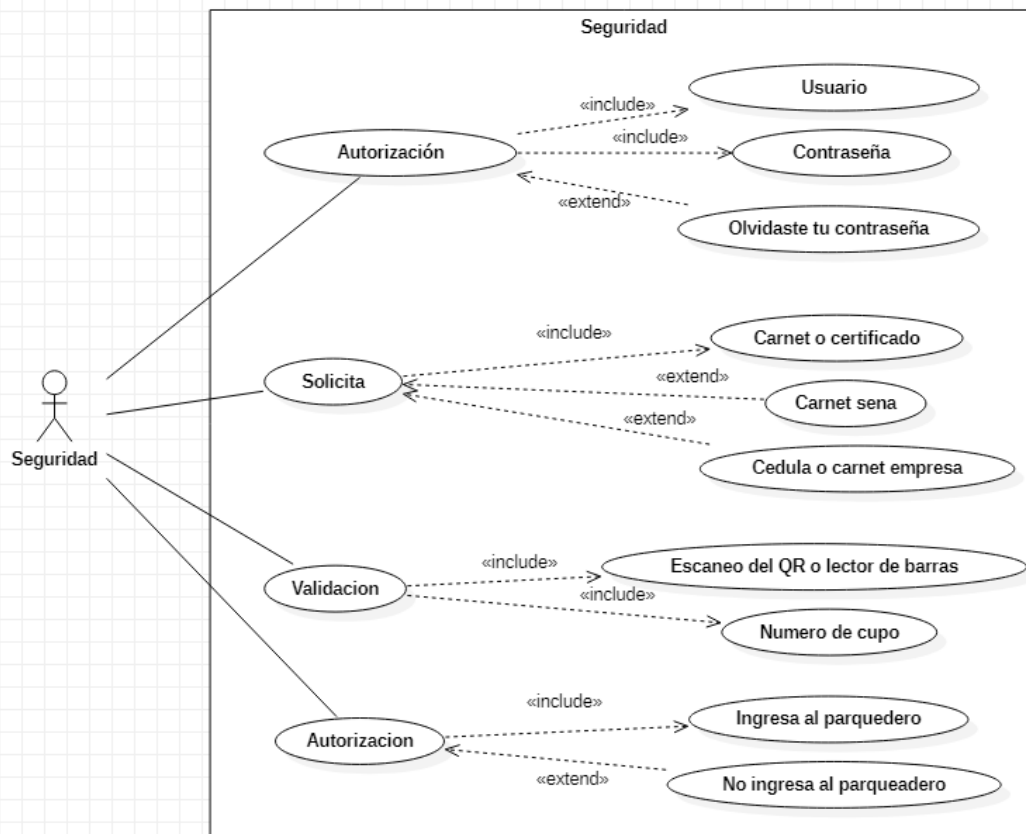 Seguridad
Usuario
«include»
«include»
Autorización
Contraseña
«extend»
Olvidaste tu contraseña
«include»
Carnet o certificado
Solicita
«extend»
Carnet sena
«extend»
Seguridad
Cedula o carnet empresa
«include»
Escaneo del QR o lector de barras
Validacion
«include»
Numero de cupo
«include»
Ingresa al parquedero
Autorizacion
«extend»
No ingresa al parqueadero